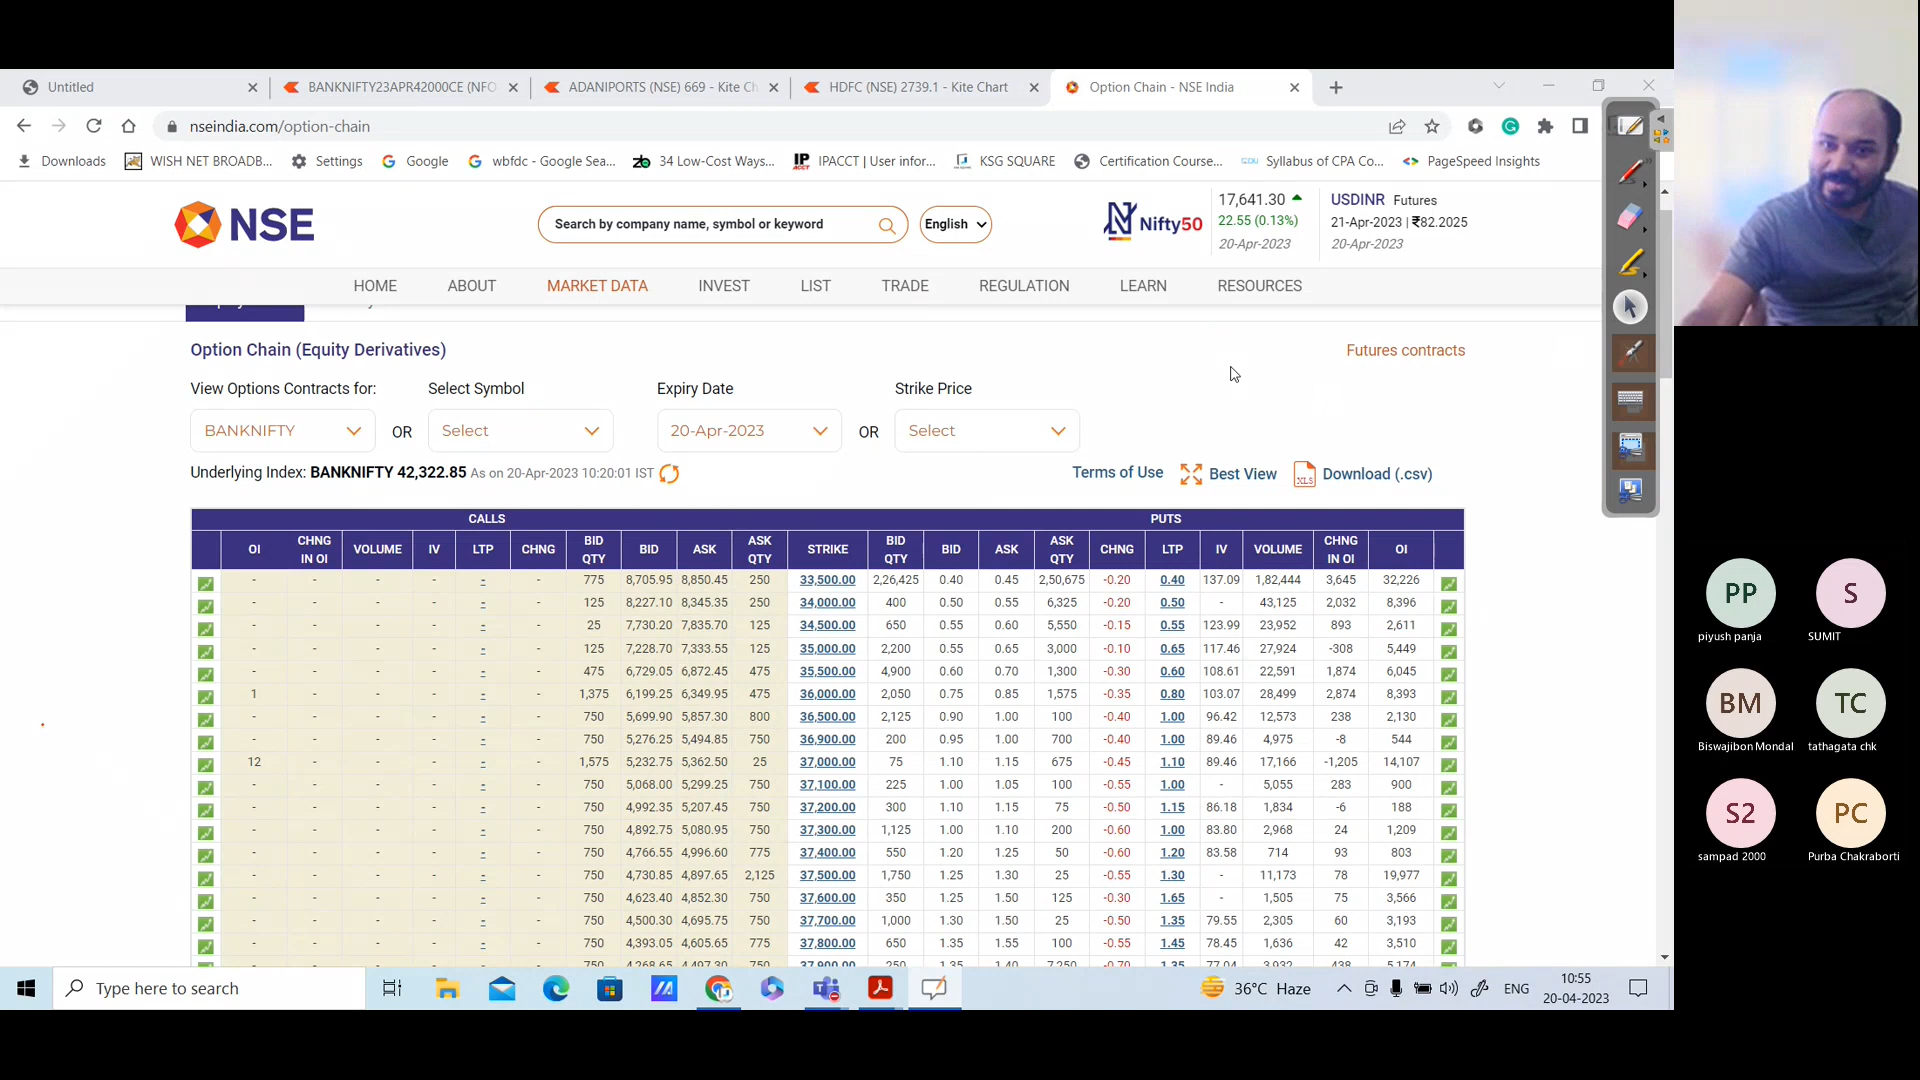 Untitled
BANKNIFTY23APR42000CE (NFO
ADANIPORTS (NSE) 669 - Kite Ch
HDFC (NSE) 2739.1 - Kite Chart
Option Chain - NSE India
nseindia.com/option-chain
Downloads WISH NET BROADB... Settings Google wbfdc - Google Sea... 34 Low-Cost Ways... IPACCT | User infor... KSG SQUARE Certification Course... Syllabus of CPA Co... PageSpeed Insights
NSE
Search by company name, symbol or keyword
English
Nifty50
17,641.30
22.55 (0.13%)
20-Apr-2023
USDINR Futures
21-Apr-2023 | ₹82.2025
20-Apr-2023
HOME ABOUT MARKET DATA INVEST LIST TRADE REGULATION LEARN RESOURCES
Option Chain (Equity Derivatives)
Futures contracts
View Options Contracts for: Select Symbol Expiry Date Strike Price
BANKNIFTY OR Select 20-Apr-2023 OR Select
Underlying Index: BANKNIFTY 42,322.85 As on 20-Apr-2023 10:20:01 IST
Terms of Use Best View XLS Download (.csv)
CALLS PUTS
OI CHNG IN OI VOLUME IV LTP CHNG BID QTY BID ASK ASK QTY STRIKE BID QTY BID ASK ASK QTY CHNG LTP IV VOLUME CHNG IN OI OI
- - - - - - 775 8,705.95 8,850.45 250 33,500.00 2,26,425 0.40 0.45 2,50,675 -0.20 0.40 137.09 1,82,444 3,645 32,226
- - - - - - 125 8,227.10 8,345.35 250 34,000.00 400 0.50 0.55 6,325 -0.20 0.50 - 43,125 2,032 8,396
- - - - - - 25 7,730.20 7,835.70 125 34,500.00 650 0.55 0.60 5,550 -0.15 0.55 123.99 23,952 893 2,611
- - - - - - 125 7,228.70 7,333.55 125 35,000.00 2,200 0.55 0.65 3,000 -0.10 0.65 117.46 27,924 -308 5,449
- - - - - - 475 6,729.05 6,872.45 475 35,500.00 4,900 0.60 0.70 1,300 -0.30 0.60 108.61 22,591 1,874 6,045
1 - - - - - 1,375 6,199.25 6,349.95 475 36,000.00 2,050 0.75 0.85 1,575 -0.35 0.80 103.07 28,499 2,874 8,393
- - - - - - 750 5,699.90 5,857.30 800 36,500.00 2,125 0.90 1.00 100 -0.40 1.00 96.42 12,573 238 2,130
- - - - - - 750 5,276.25 5,494.85 750 36,900.00 200 0.95 1.00 700 -0.40 1.00 89.46 4,975 -8 544
12 - - - - - 1,575 5,232.75 5,362.50 25 37,000.00 75 1.10 1.15 675 -0.45 1.10 89.46 17,166 -1,205 14,107
- - - - - - 750 5,068.00 5,299.25 750 37,100.00 225 1.00 1.05 100 -0.55 1.00 - 5,055 283 900
- - - - - - 750 4,992.35 5,207.45 750 37,200.00 300 1.10 1.15 75 -0.50 1.15 86.18 1,834 -6 188
- - - - - - 750 4,892.75 5,080.95 750 37,300.00 1,125 1.00 1.10 200 -0.60 1.00 83.80 2,968 24 1,209
- - - - - - 750 4,766.55 4,996.60 775 37,400.00 550 1.20 1.25 50 -0.60 1.20 83.58 714 93 803
- - - - - - 750 4,730.85 4,897.65 2,125 37,500.00 1,750 1.25 1.30 25 -0.55 1.30 - 11,173 78 19,977
- - - - - - 750 4,623.40 4,852.30 750 37,600.00 350 1.25 1.50 125 -0.30 1.65 - 1,505 75 3,566
- - - - - - 750 4,500.30 4,695.75 750 37,700.00 1,000 1.30 1.50 25 -0.50 1.35 79.55 2,305 60 3,193
- - - - - - 750 4,393.05 4,605.65 775 37,800.00 650 1.35 1.55 100 -0.55 1.45 78.45 1,636 42 3,510
- - - - - - 750 4,268.65 4,497.30 750 37,900.00 250 1.35 1.40 7,250 -0.70 1.35 77.04 3,932 438 5,174
Type here to search
36°C Haze
ENG
10:55
20-04-2023
PP
piyush panja
S
SUMIT
BM
Biswajibon Mondal
TC
tathagata chk
S2
sampad 2000
PC
Purba Chakraborti